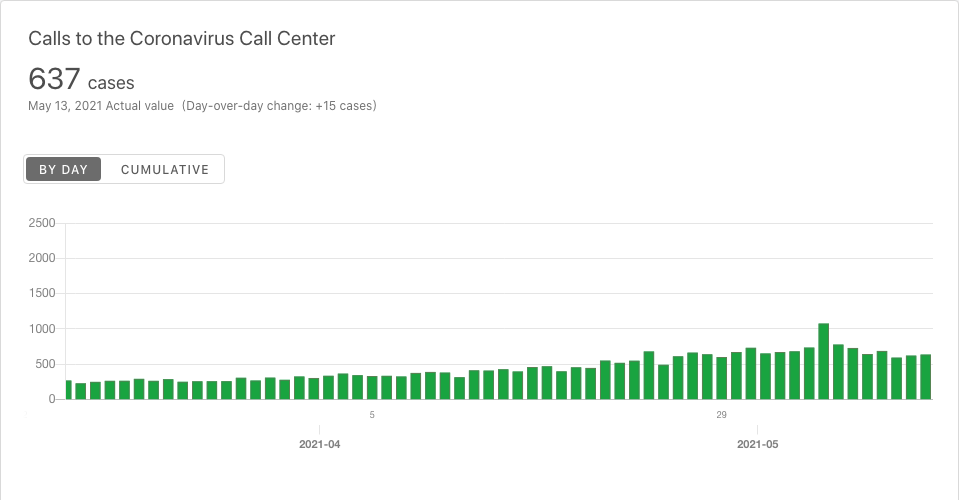 Calls to the Coronavirus Call Center
637 cases
May 13, 2021 Actual value (Day-over-day change: +15 cases)
BY DAY CUMULATIVE
2500
2000
1500
1000
500
0
5 29
2021-04 2021-05